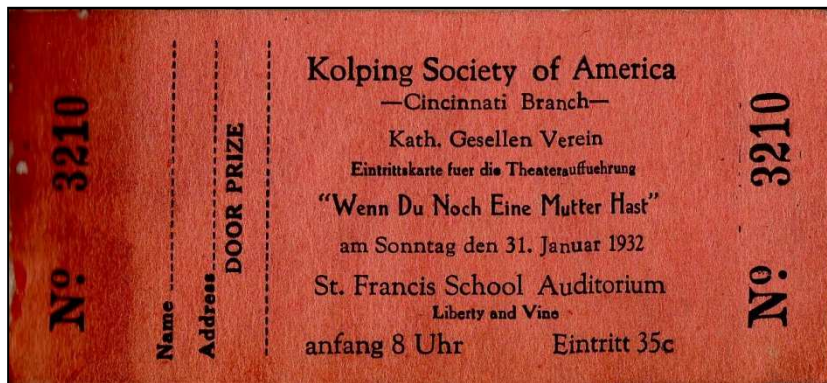 Nº 3210
Name
Address
DOOR PRIZE
Kolping Society of America
—Cincinnati Branch—
Kath. Gesellen Verein
Eintrittskarte fuer die Theaterauffuehrung
"Wenn Du Noch Eine Mutter Hast"
am Sonntag den 31. Januar 1932
St. Francis School Auditorium
Liberty and Vine
anfang 8 Uhr Eintritt 35c
Nº 3210